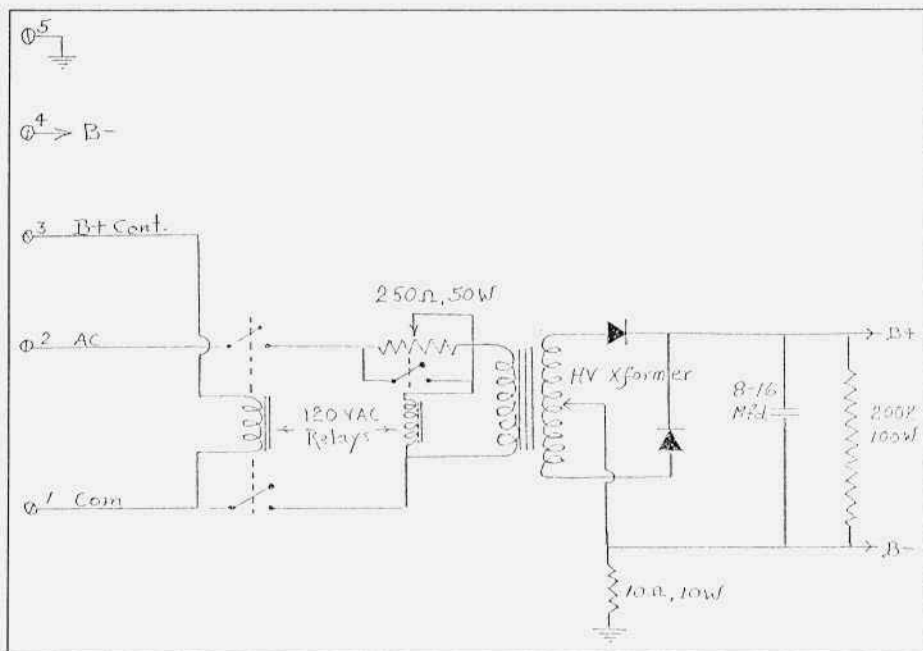 5
4 B-
3 B+ Cont.
250Ω, 50W
2 AC
B+
HV Xformer
8-16
Mfd
120 VAC
Relays
200K
100W
1 Com
B-
10Ω, 10W